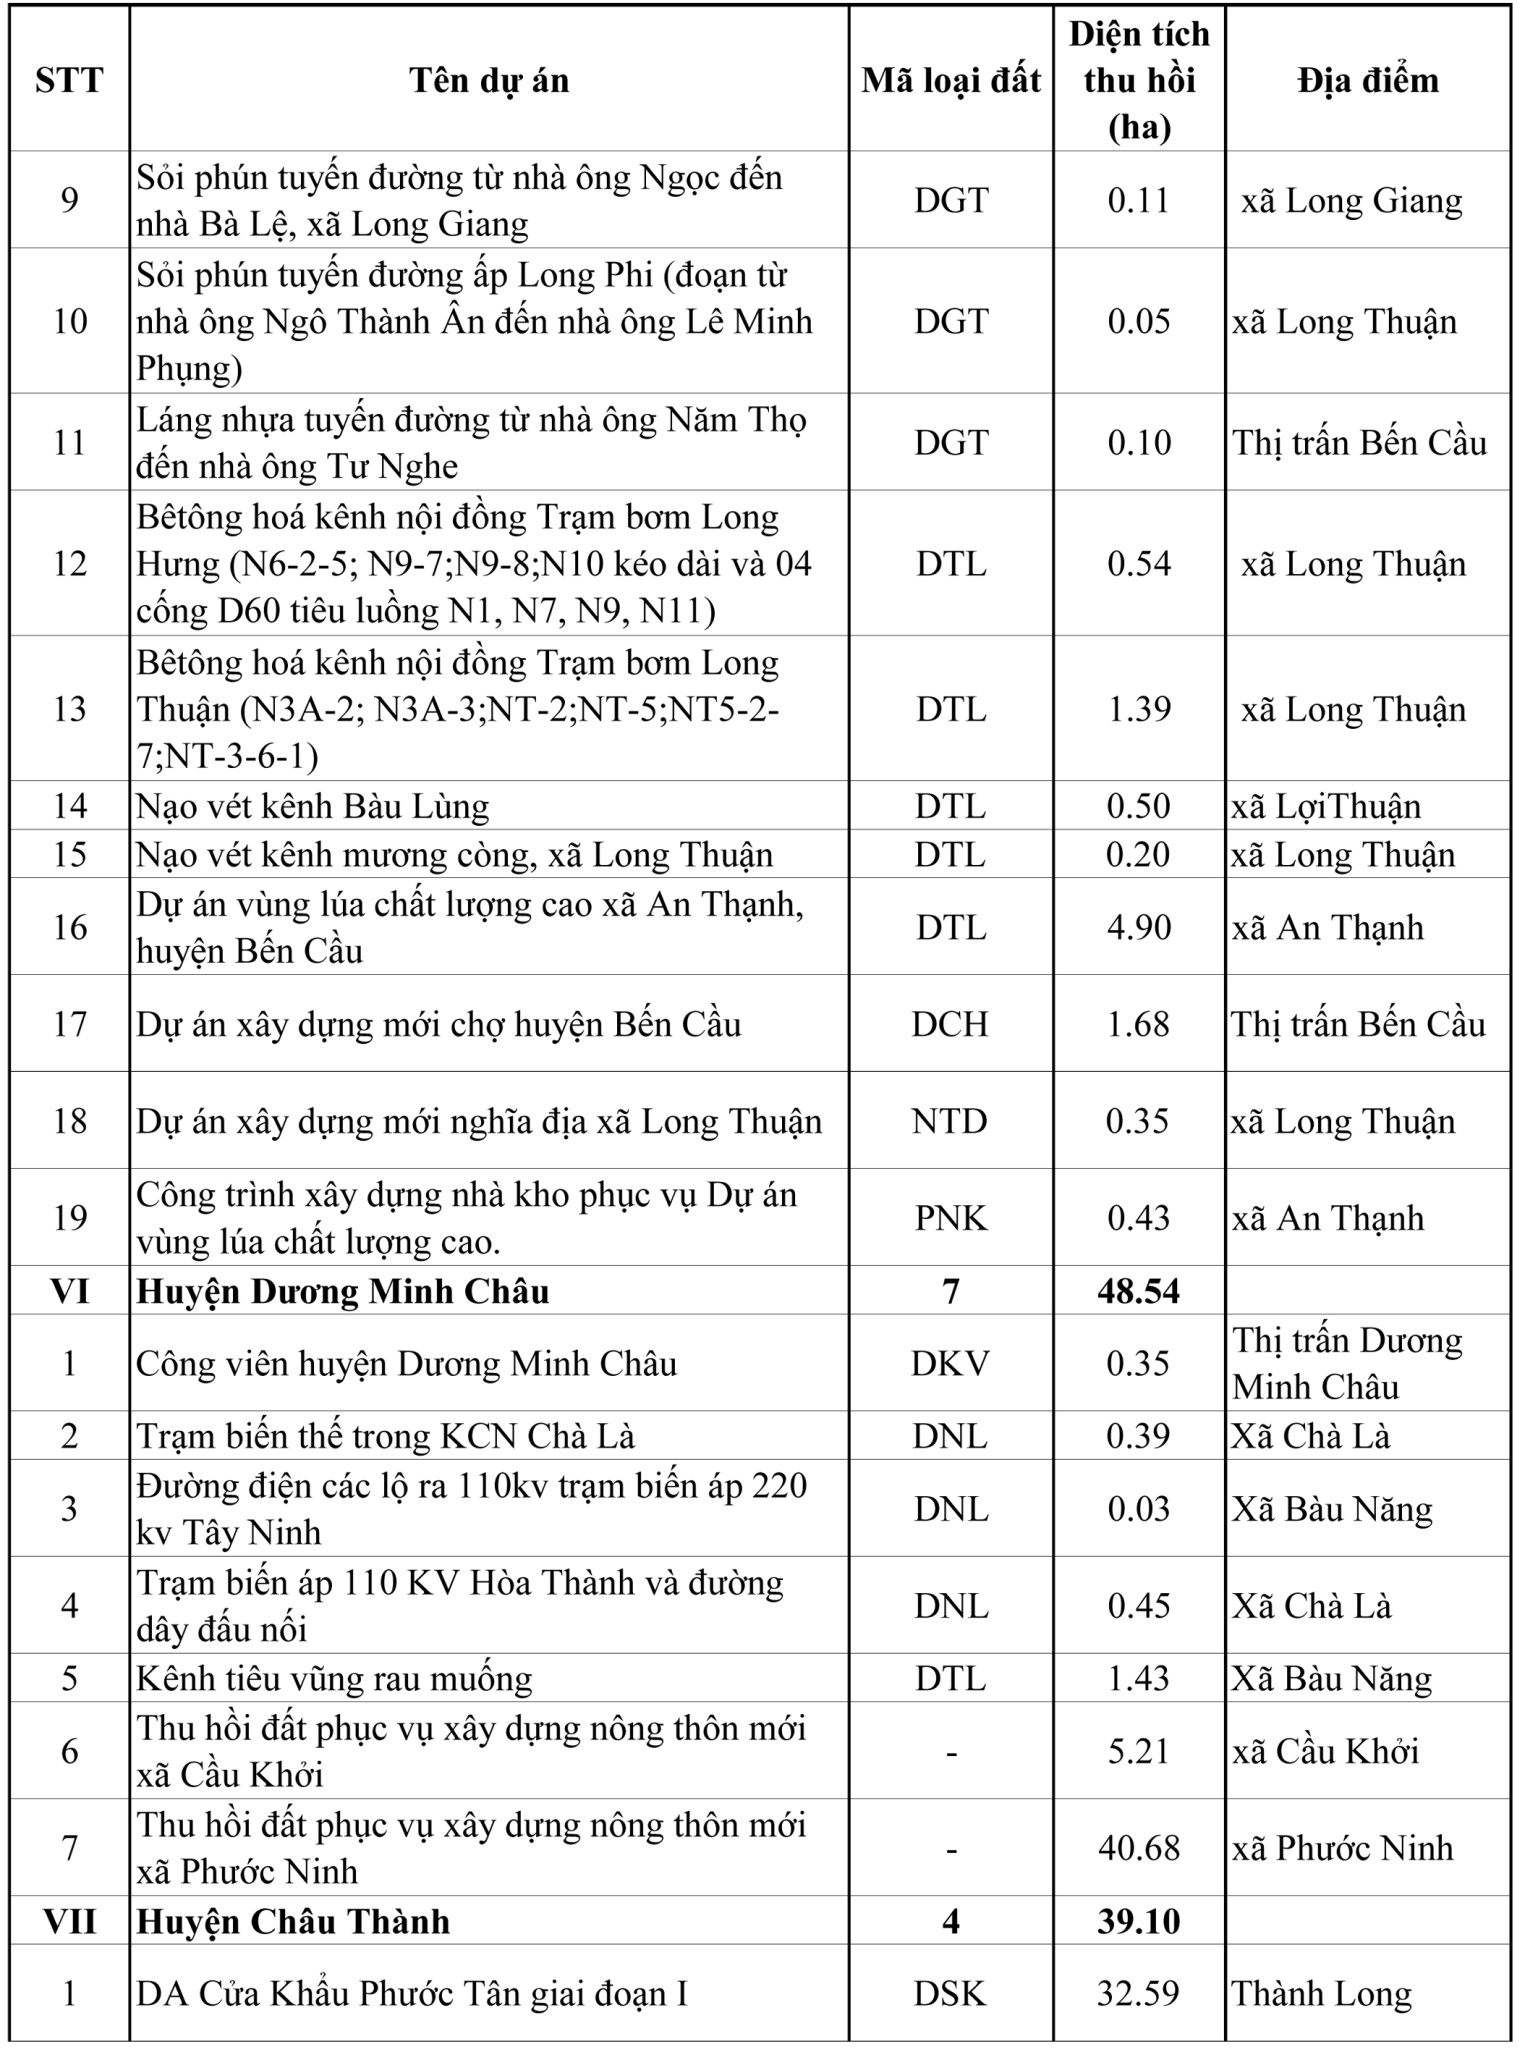 STT Tên dự án Mã loại đất Diện tích thu hồi (ha) Địa điểm
9 Sỏi phún tuyến đường từ nhà ông Ngọc đến DGT 0.11 xã Long Giang
nhà Bà Lệ, xã Long Giang
10 Sỏi phún tuyến đường ấp Long Phi (đoạn từ DGT 0.05 xã Long Thuận
nhà ông Ngô Thành Ân đến nhà ông Lê Minh
Phụng)
11 Láng nhựa tuyến đường từ nhà ông Năm Thọ DGT 0.10 Thị trấn Bến Cầu
đến nhà ông Tư Nghe
12 Bêtông hoá kênh nội đồng Trạm bơm Long DTL 0.54 xã Long Thuận
Hưng (N6-2-5; N9-7;N9-8;N10 kéo dài và 04
cống D60 tiêu luồng N1, N7, N9, N11)
13 Bêtông hoá kênh nội đồng Trạm bơm Long DTL 1.39 xã Long Thuận
Thuận (N3A-2; N3A-3;NT-2;NT-5;NT5-2-
7;NT-3-6-1)
14 Nạo vét kênh Bàu Lùng DTL 0.50 xã LợiThuận
15 Nạo vét kênh mương còng, xã Long Thuận DTL 0.20 xã Long Thuận
16 Dự án vùng lúa chất lượng cao xã An Thạnh, DTL 4.90 xã An Thạnh
huyện Bến Cầu
17 Dự án xây dựng mới chợ huyện Bến Cầu DCH 1.68 Thị trấn Bến Cầu
18 Dự án xây dựng mới nghĩa địa xã Long Thuận NTD 0.35 xã Long Thuận
19 Công trình xây dựng nhà kho phục vụ Dự án PNK 0.43 xã An Thạnh
vùng lúa chất lượng cao.
VI Huyện Dương Minh Châu 7 48.54
1 Công viên huyện Dương Minh Châu DKV 0.35 Thị trấn Dương
Minh Châu
2 Trạm biến thế trong KCN Chà Là DNL 0.39 Xã Chà Là
3 Đường điện các lộ ra 110kv trạm biến áp 220 DNL 0.03 Xã Bàu Năng
kv Tây Ninh
4 Trạm biến áp 110 KV Hòa Thành và đường DNL 0.45 Xã Chà Là
dây đấu nối
5 Kênh tiêu vũng rau muống DTL 1.43 Xã Bàu Năng
6 Thu hồi đất phục vụ xây dựng nông thôn mới - 5.21 xã Cầu Khởi
xã Cầu Khởi
7 Thu hồi đất phục vụ xây dựng nông thôn mới - 40.68 xã Phước Ninh
xã Phước Ninh
VII Huyện Châu Thành 4 39.10
1 DA Cửa Khẩu Phước Tân giai đoạn I DSK 32.59 Thành Long